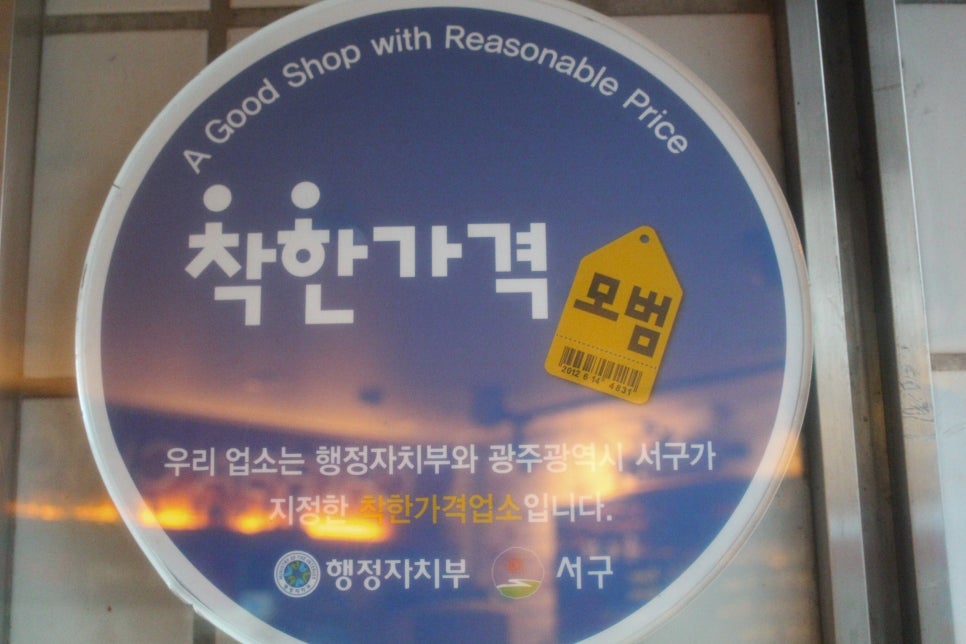 A Good Shop with Reasonable Price
착한가격
모범
2012 6 14 4831
우리 업소는 행정자치부와 광주광역시 서구가
지정한 착한가격업소입니다.
행정자치부 서구